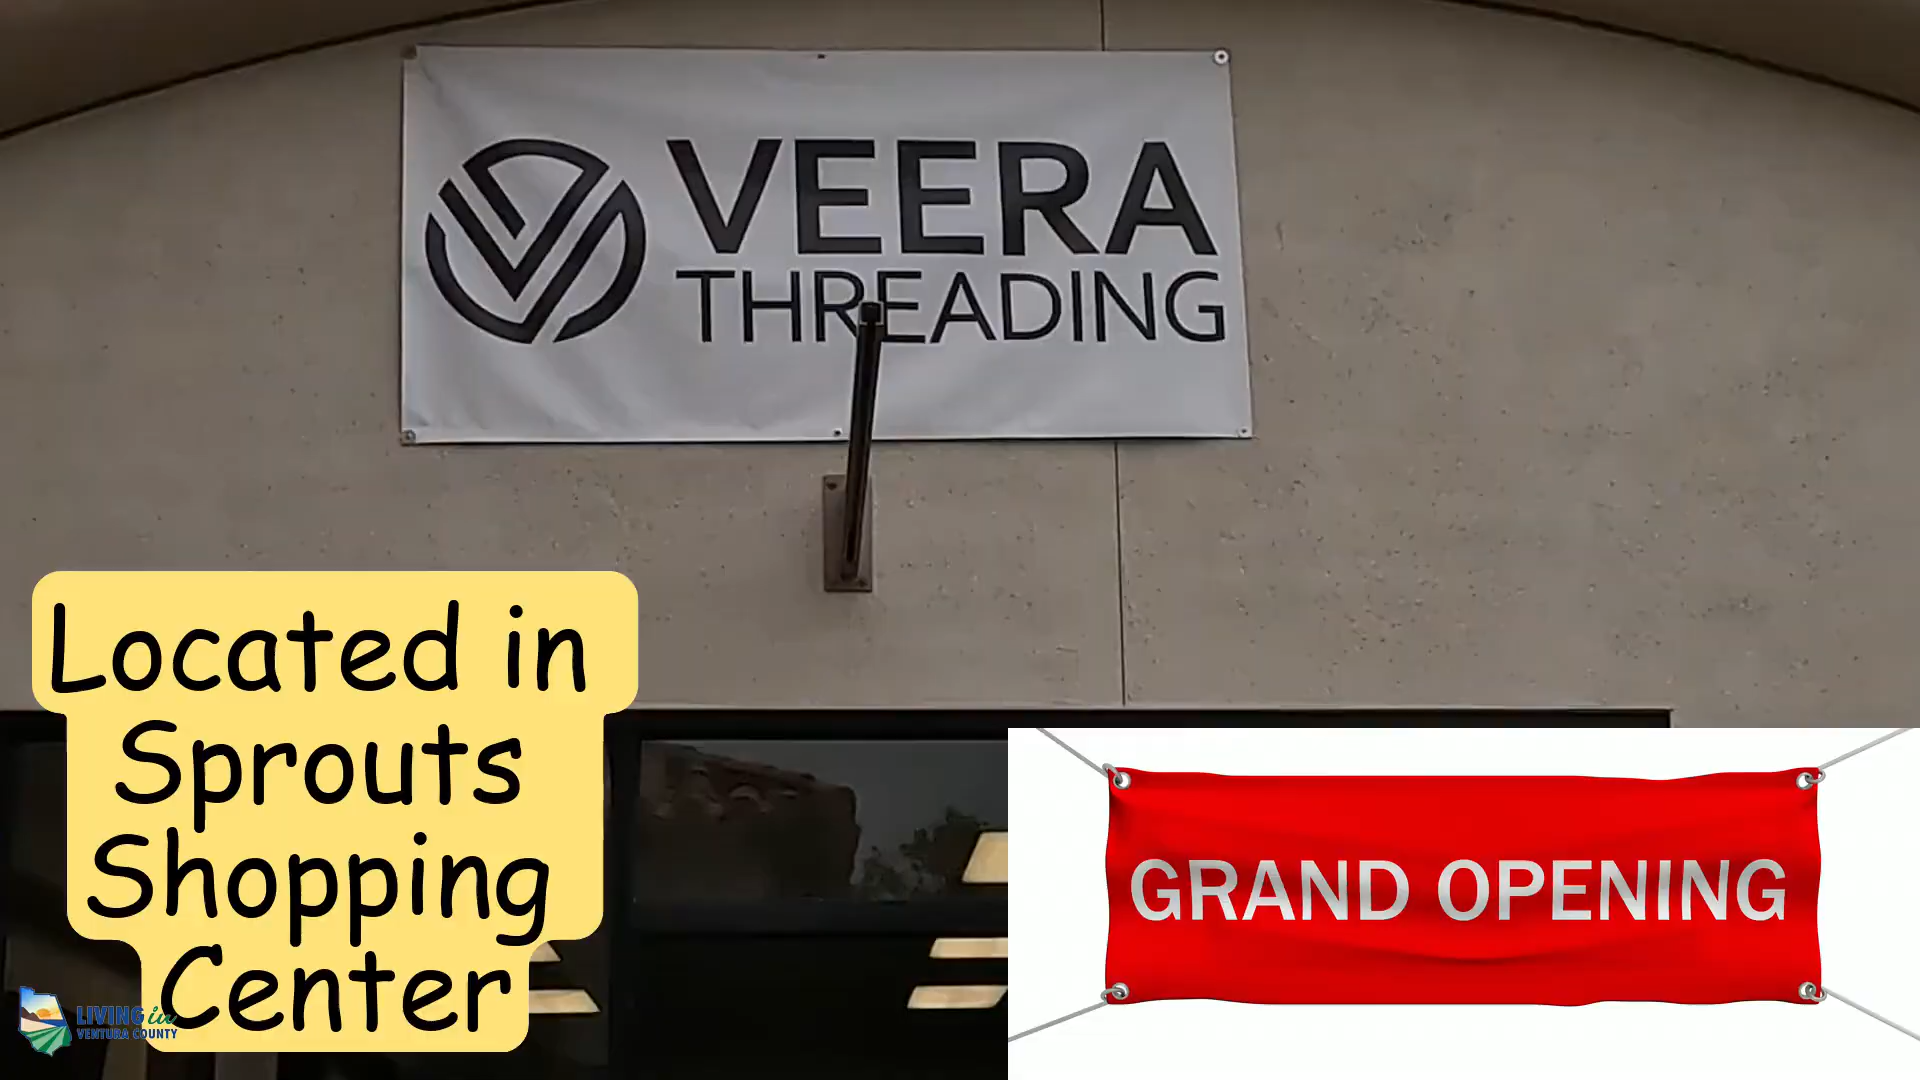 VEERA
THREADING
Located in
Sprouts
Shopping
Center
GRAND OPENING
LIVING in
VENTURA COUNTY